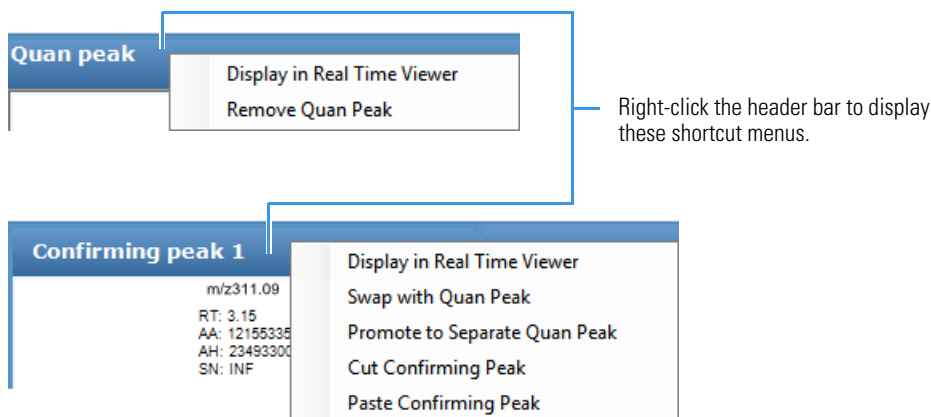 Quan peak
Display in Real Time Viewer
Remove Quan Peak
Right-click the header bar to display
these shortcut menus.
Confirming peak 1
m/z311.09
RT: 3.15
AA: 12155335
AH: 23493300
SN: INF
Display in Real Time Viewer
Swap with Quan Peak
Promote to Separate Quan Peak
Cut Confirming Peak
Paste Confirming Peak